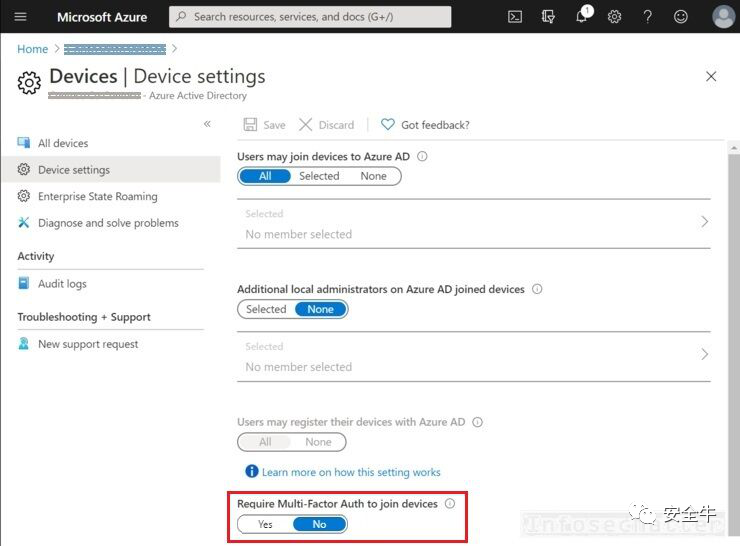 Microsoft Azure
Search resources, services, and docs (G+/)
1
Home
Devices | Device settings
- Azure Active Directory
All devices
Device settings
Enterprise State Roaming
Diagnose and solve problems
Activity
Audit logs
Troubleshooting + Support
New support request
Save Discard Got feedback?
Users may join devices to Azure AD
All Selected None
Selected
No member selected
Additional local administrators on Azure AD joined devices
Selected None
Selected
No member selected
Users may register their devices with Azure AD
All None
Learn more on how this setting works
Require Multi-Factor Auth to join devices
Yes No
安全牛